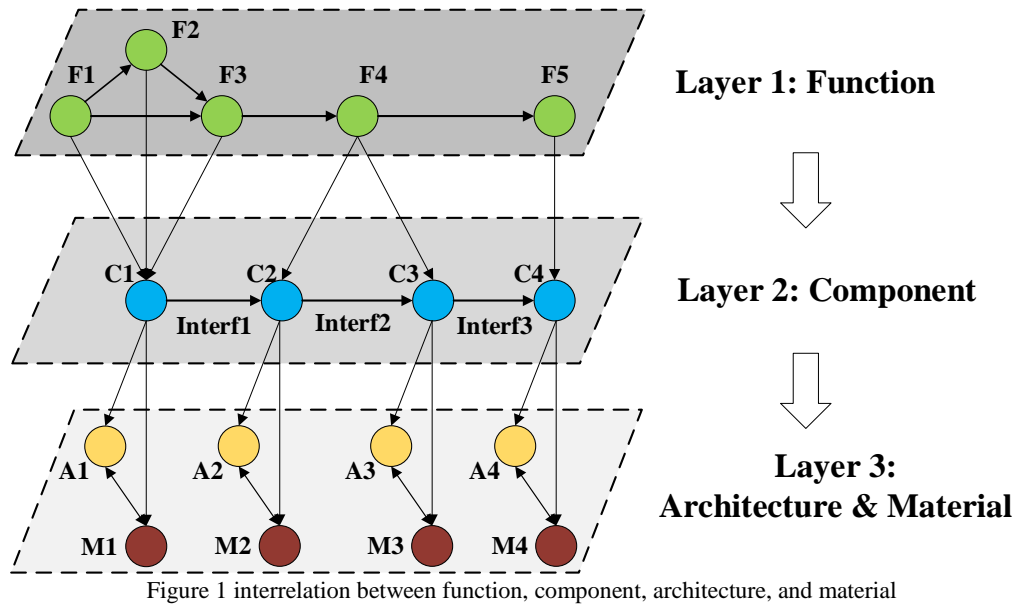 F2
F1
F3
F4
F5
Layer 1: Function
C1
C2
C3
C4
Interf1
Interf2
Interf3
Layer 2: Component
A1
A2
A3
A4
Layer 3:
Architecture & Material
M1
M2
M3
M4
Figure 1 interrelation between function, component, architecture, and material